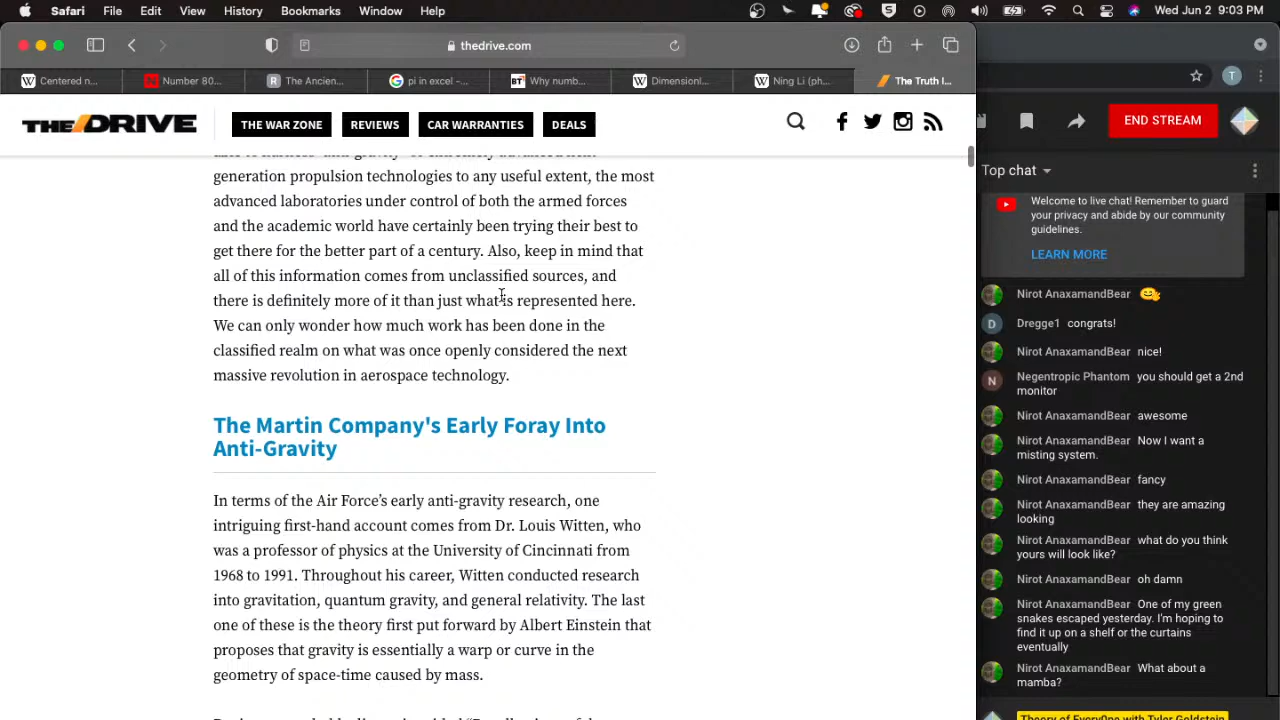 Safari File Edit View History Bookmarks Window Help
Wed Jun 2 9:03 PM
thedrive.com
Centered n...
Number 80...
The Ancien...
pi in excel –...
Why numb...
Dimensionl...
Ning Li (ph...
The Truth I...
THE/DRIVE
THE WAR ZONE
REVIEWS
CAR WARRANTIES
DEALS
generation propulsion technologies to any useful extent, the most
advanced laboratories under control of both the armed forces
and the academic world have certainly been trying their best to
get there for the better part of a century. Also, keep in mind that
all of this information comes from unclassified sources, and
there is definitely more of it than just what is represented here.
We can only wonder how much work has been done in the
classified realm on what was once openly considered the next
massive revolution in aerospace technology.
The Martin Company's Early Foray Into
Anti-Gravity
In terms of the Air Force’s early anti-gravity research, one
intriguing first-hand account comes from Dr. Louis Witten, who
was a professor of physics at the University of Cincinnati from
1968 to 1991. Throughout his career, Witten conducted research
into gravitation, quantum gravity, and general relativity. The last
one of these is the theory first put forward by Albert Einstein that
proposes that gravity is essentially a warp or curve in the
geometry of space-time caused by mass.
T
END STREAM
Top chat
Welcome to live chat! Remember to guard
your privacy and abide by our community
guidelines.
LEARN MORE
Nirot AnaxamandBear
D Dregge1 congrats!
Nirot AnaxamandBear nice!
N Negentropic Phantom you should get a 2nd
monitor
Nirot AnaxamandBear awesome
Nirot AnaxamandBear Now I want a
misting system.
Nirot AnaxamandBear fancy
Nirot AnaxamandBear they are amazing
looking
Nirot AnaxamandBear what do you think
yours will look like?
Nirot AnaxamandBear oh damn
Nirot AnaxamandBear One of my green
snakes escaped yesterday. I'm hoping to
find it up on a shelf or the curtains
eventually
Nirot AnaxamandBear What about a
mamba?
Theory of Every0ne with Tyler Goldstein